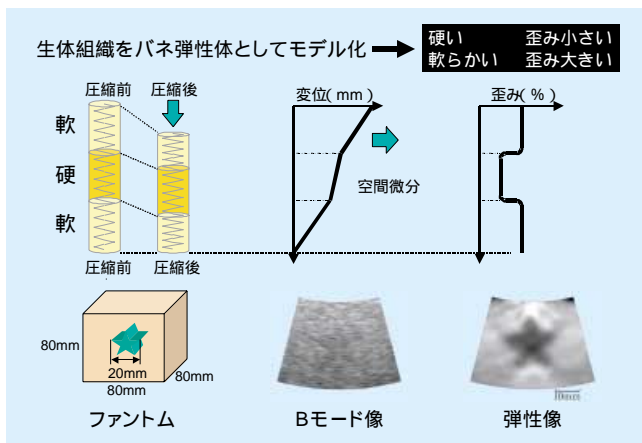 生体組織をバネ弾性体としてモデル化
硬い 歪み小さい
軟らかい 歪み大きい
圧縮前 圧縮後
軟
硬
軟
圧縮前 圧縮後
変位(mm)
空間微分
歪み(%)
80mm
20mm
80mm
80mm
ファントム
Bモード像
弾性像